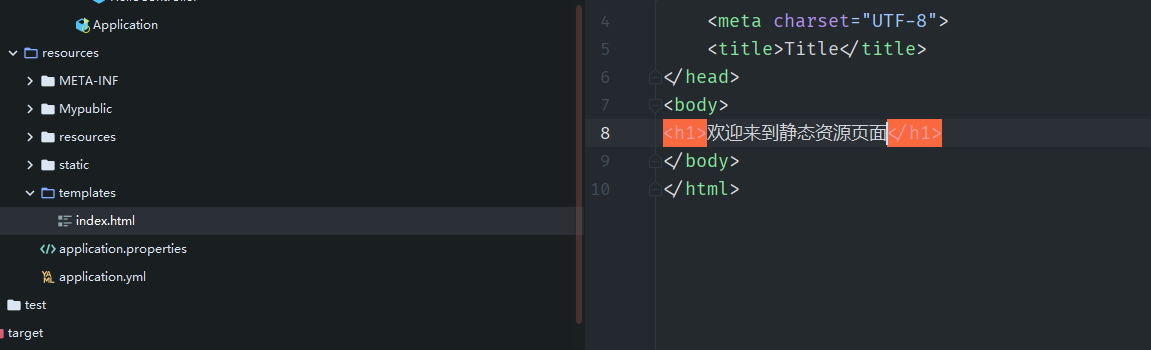 Application
resources
META-INF
Mypublic
resources
static
templates
index.html
application.properties
application.yml
test
target
4 <meta charset="UTF-8">
5 <title>Title</title>
6 </head>
7 <body>
8 <h1>欢迎来到静态资源页面</h1>
9 </body>
10 </html>